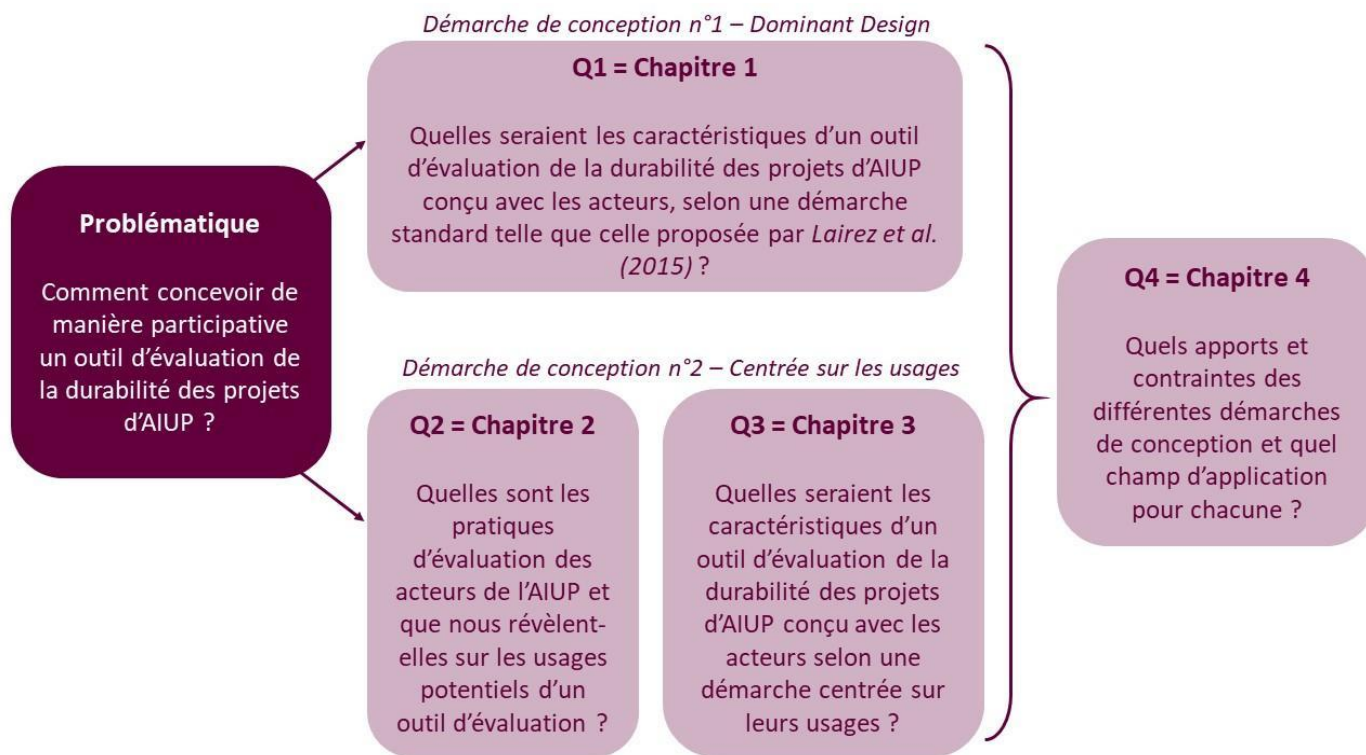 Problématique
Comment concevoir de
manière participative
un outil d'évaluation de
la durabilité des projets
d'AIUP ?
Démarche de conception n°1 – Dominant Design
Q1 = Chapitre 1
Quelles seraient les caractéristiques d'un outil
d'évaluation de la durabilité des projets d'AIUP
conçu avec les acteurs, selon une démarche
standard telle que celle proposée par Lairez et al.
(2015) ?
Démarche de conception n°2 – Centrée sur les usages
Q2 = Chapitre 2
Quelles sont les
pratiques
d'évaluation des
acteurs de l'AIUP et
que nous révèlent-
elles sur les usages
potentiels d'un
outil d'évaluation ?
Q3 = Chapitre 3
Quelles seraient les
caractéristiques d'un
outil d'évaluation de la
durabilité des projets
d'AIUP conçu avec les
acteurs selon une
démarche centrée sur
leurs usages ?
Q4 = Chapitre 4
Quels apports et
contraintes des
différentes démarches
de conception et quel
champ d'application
pour chacune ?